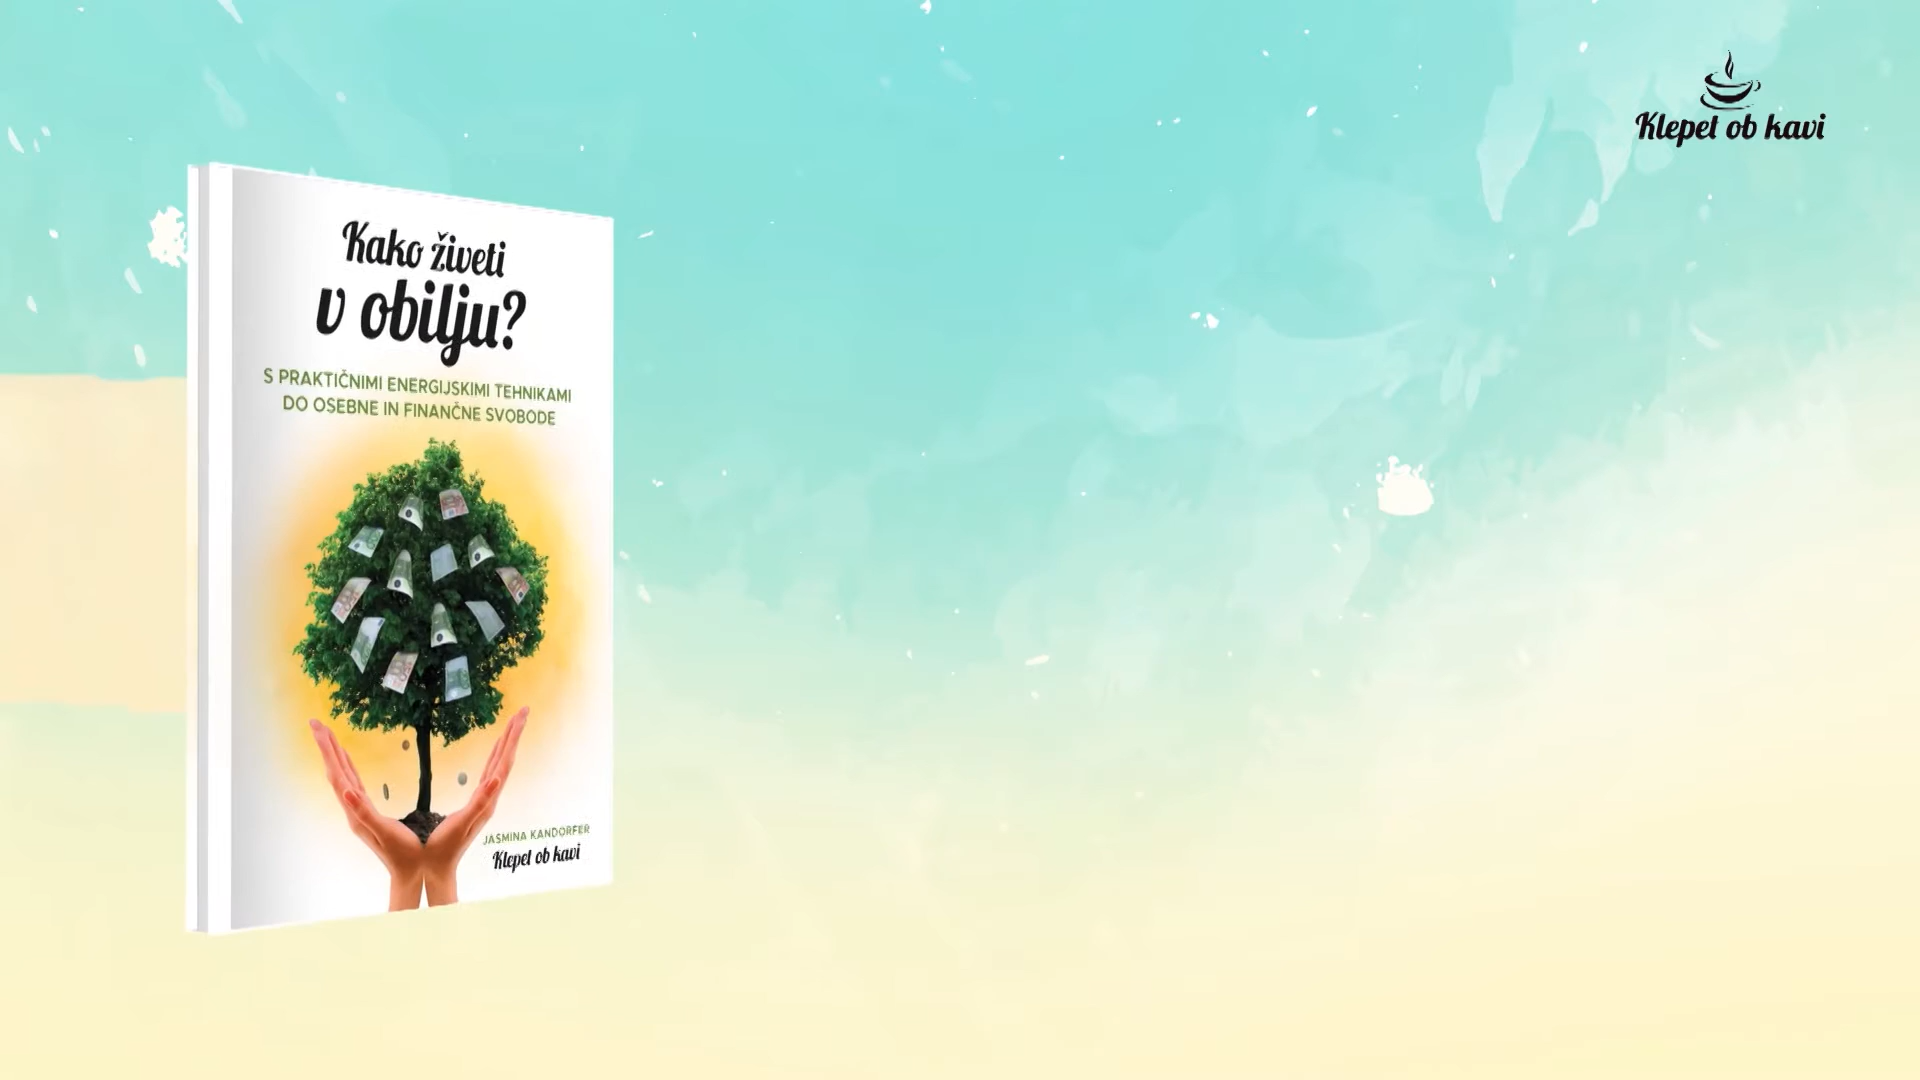 Klepet ob kavi
Kako živeti
v obilju?
S PRAKTIČNIMI ENERGIJSKIMI TEHNIKAMI
DO OSEBNE IN FINANČNE SVOBODE
JASMINA KANDORFER
Klepet ob kavi